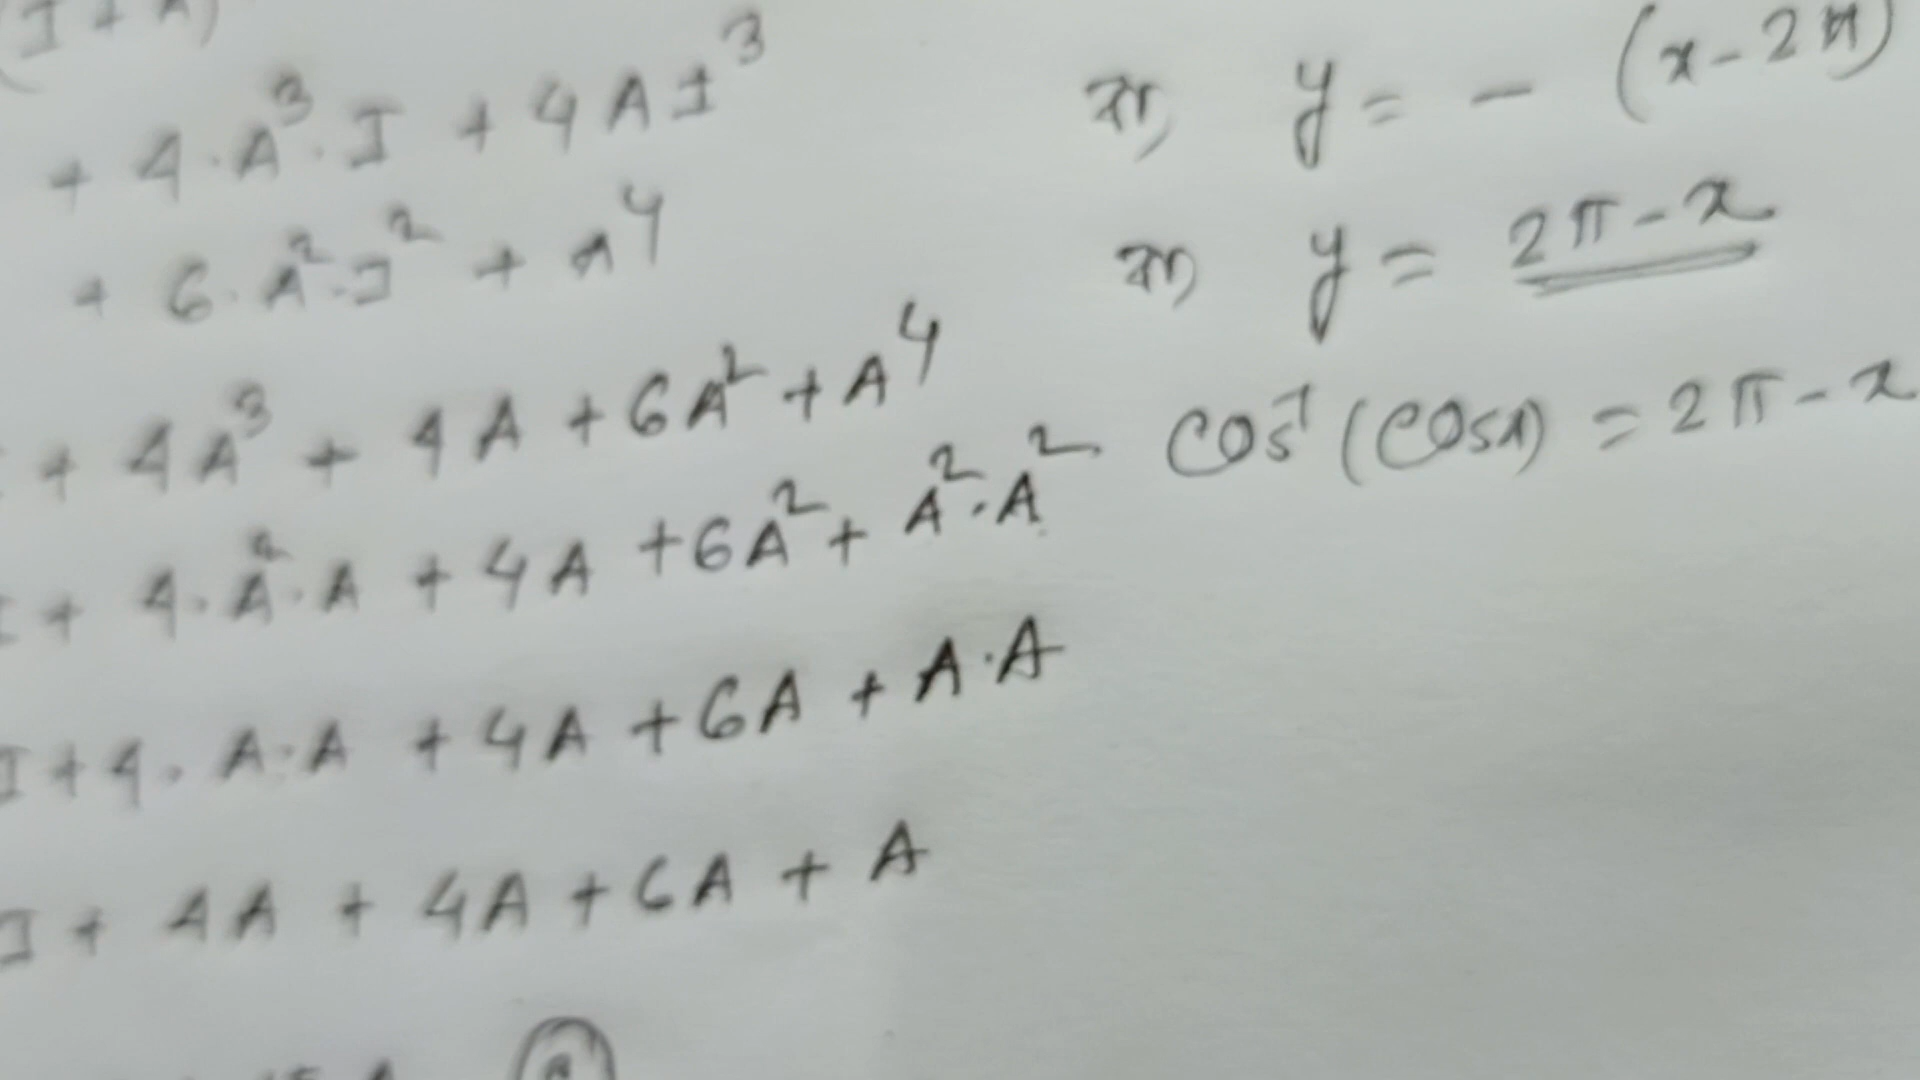 (I + A)
+ 4·A³·I + 4AI³
+ 6·A²·I² + A⁴
+ 4A³ + 4A + 6A² + A⁴
I + 4·A²·A + 4A + 6A² + A²·A²
I + 4·A·A + 4A + 6A + A·A
I + 4A + 4A + 6A + A
y = - (x - 2π)
y = 2π - x
cos⁻¹ (cosx) = 2π - x